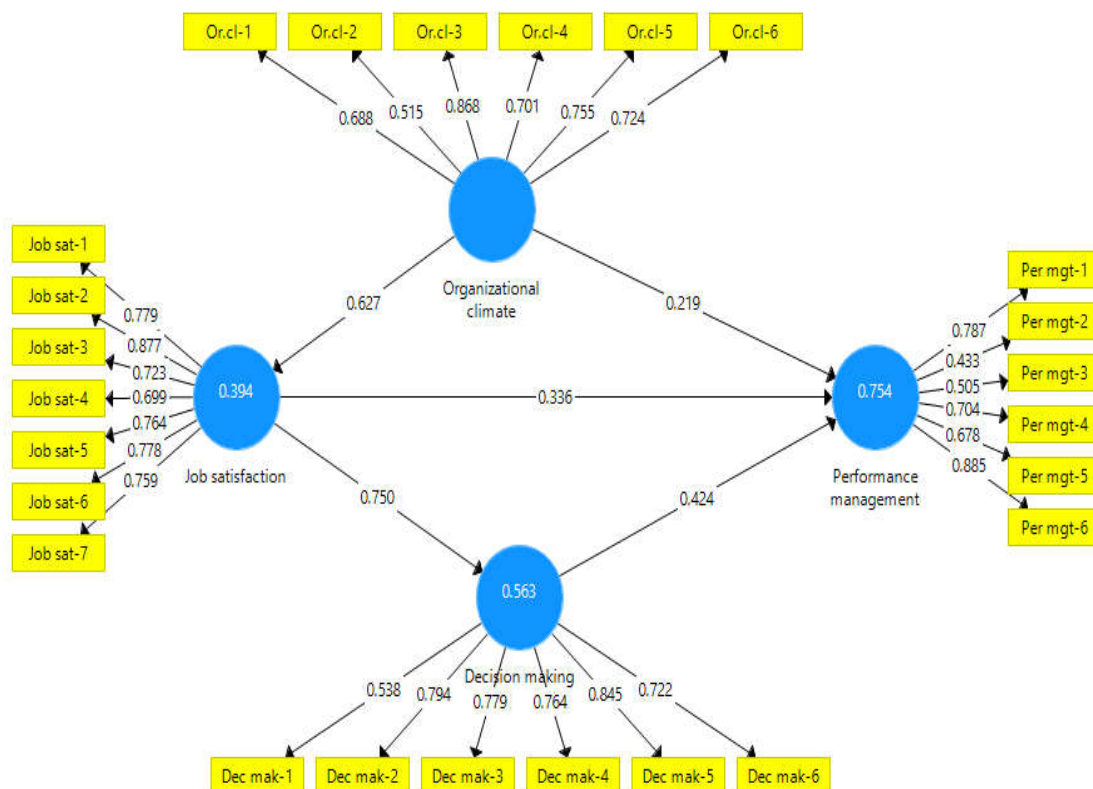 Or.cl-1 Or.cl-2 Or.cl-3 Or.cl-4 Or.cl-5 Or.cl-6
0.688 0.515 0.868 0.701 0.755 0.724
Organizational
climate
0.627 0.219
Job sat-1
Job sat-2
Job sat-3
Job sat-4
Job sat-5
Job sat-6
Job sat-7
0.779
0.877
0.723
0.699
0.764
0.778
0.759
0.394
Job satisfaction
0.336
0.750
0.424
0.754
Performance
management
0.787
0.433
0.505
0.704
0.678
0.885
Per mgt-1
Per mgt-2
Per mgt-3
Per mgt-4
Per mgt-5
Per mgt-6
0.563
Decision making
0.538 0.794 0.779 0.764 0.845 0.722
Dec mak-1 Dec mak-2 Dec mak-3 Dec mak-4 Dec mak-5 Dec mak-6